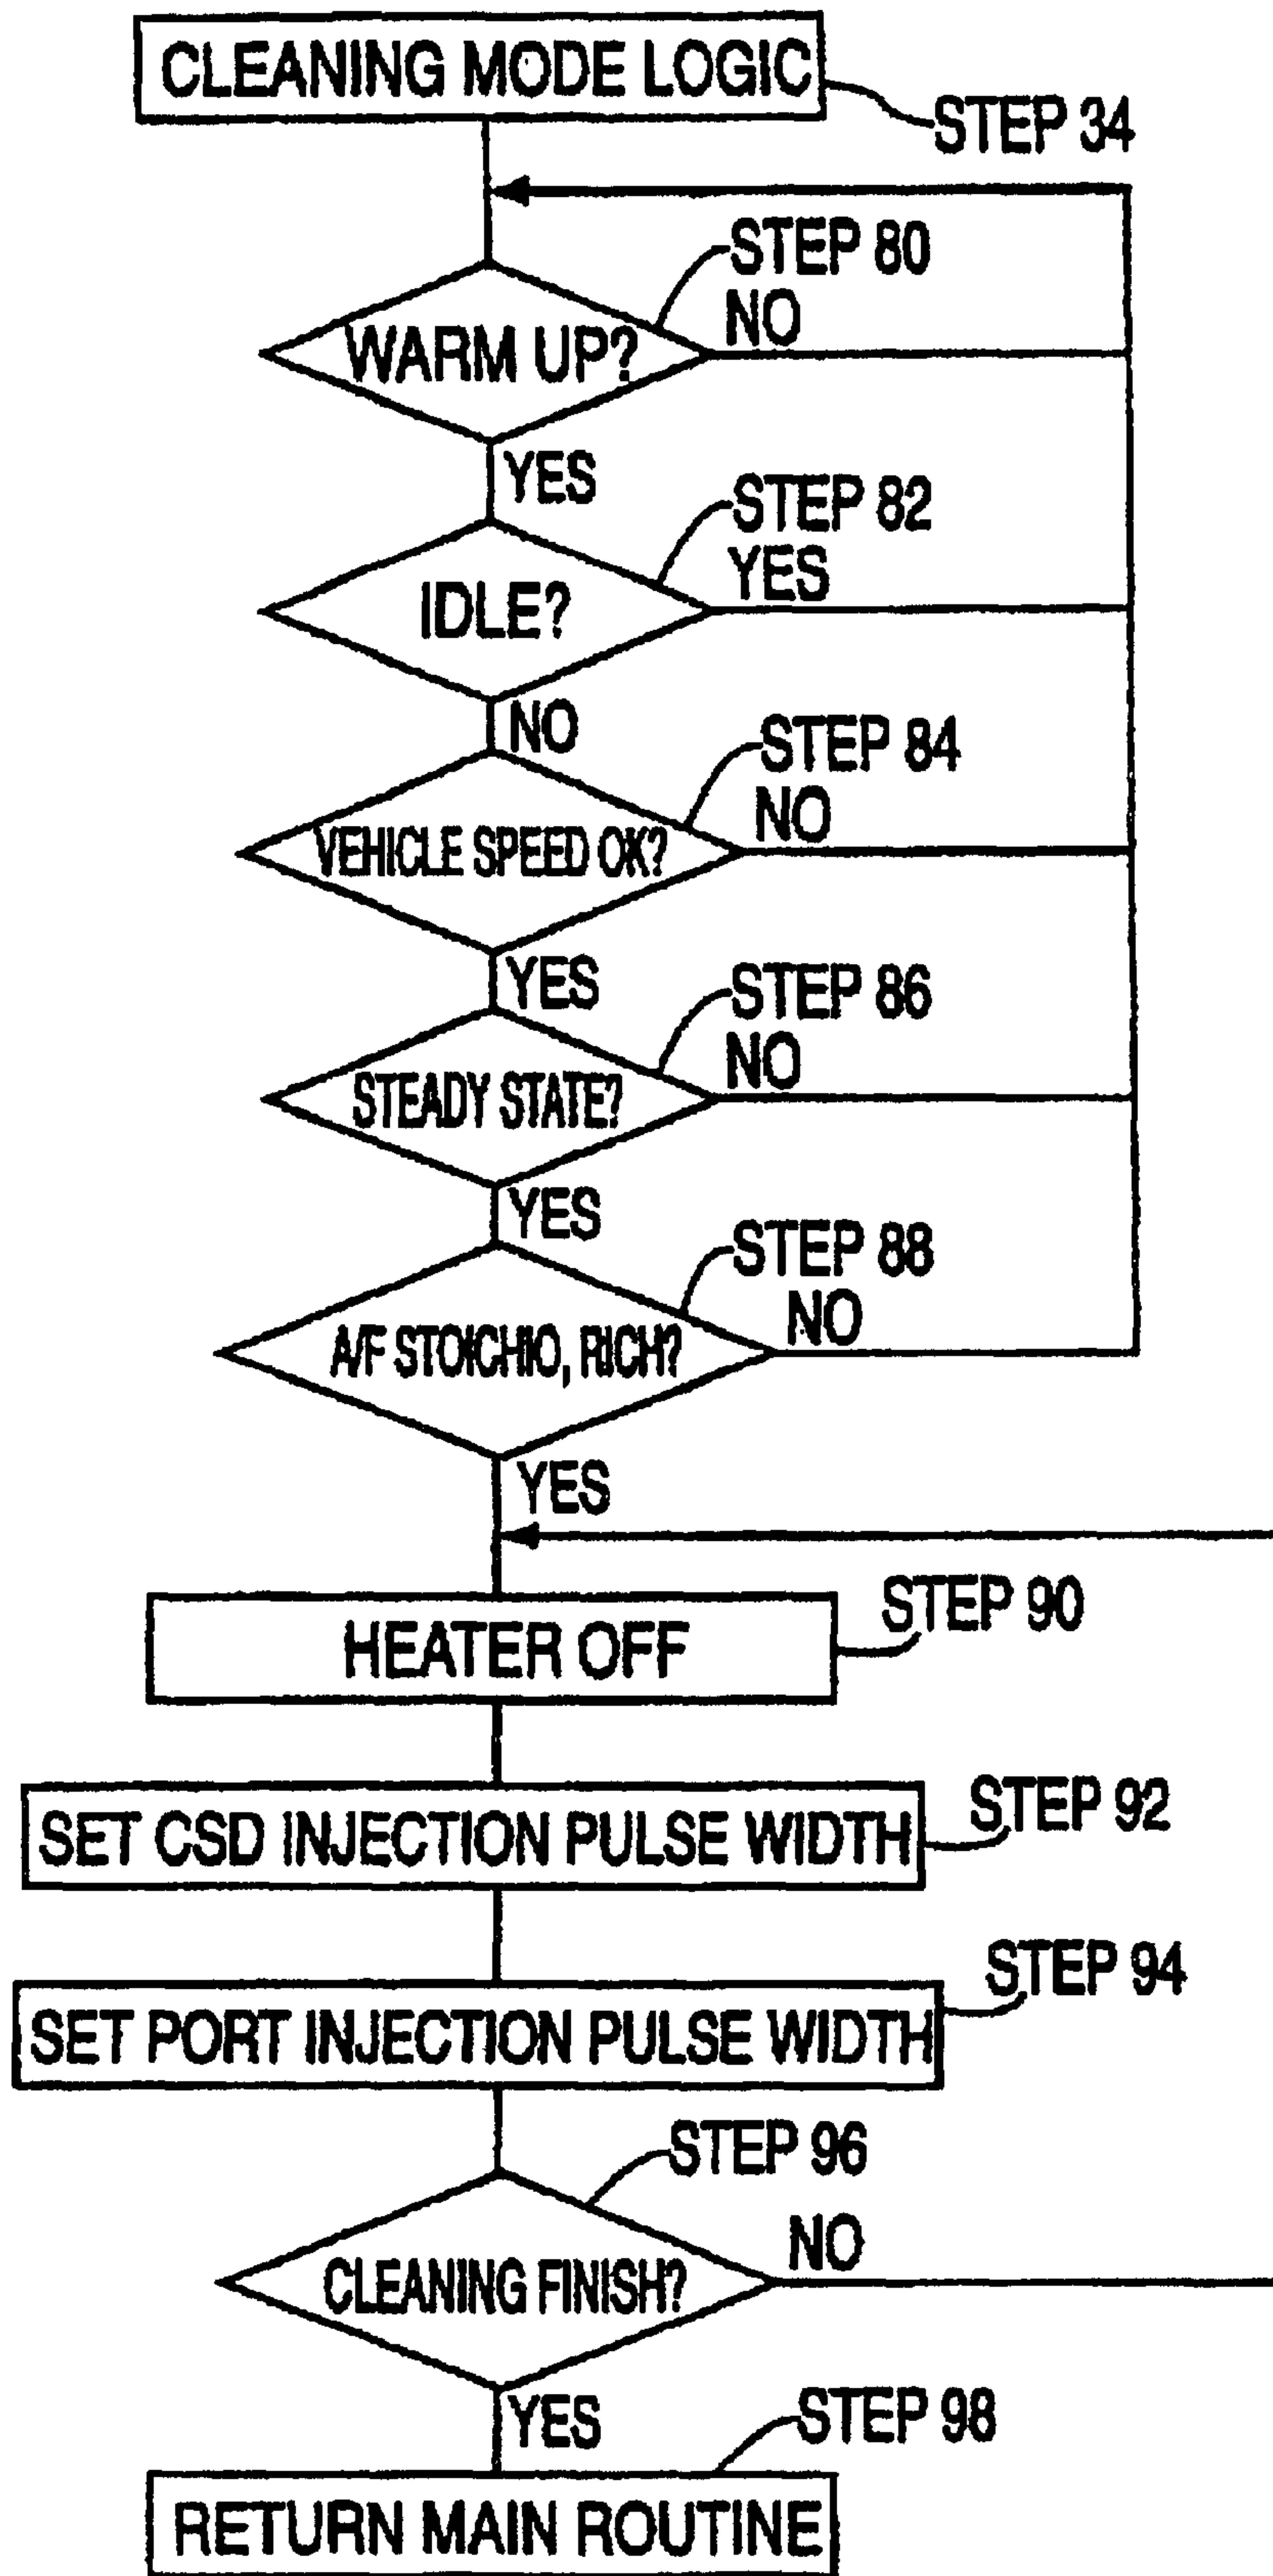 CLEANING MODE LOGIC
STEP 34
STEP 80
NO
WARM UP?
YES
STEP 82
YES
IDLE?
NO
STEP 84
NO
VEHICLE SPEED OK?
YES
STEP 86
NO
STEADY STATE?
YES
STEP 88
NO
A/F STOICHIO, RICH?
YES
STEP 90
HEATER OFF
STEP 92
SET CSD INJECTION PULSE WIDTH
STEP 94
SET PORT INJECTION PULSE WIDTH
STEP 96
NO
CLEANING FINISH?
YES
STEP 98
RETURN MAIN ROUTINE